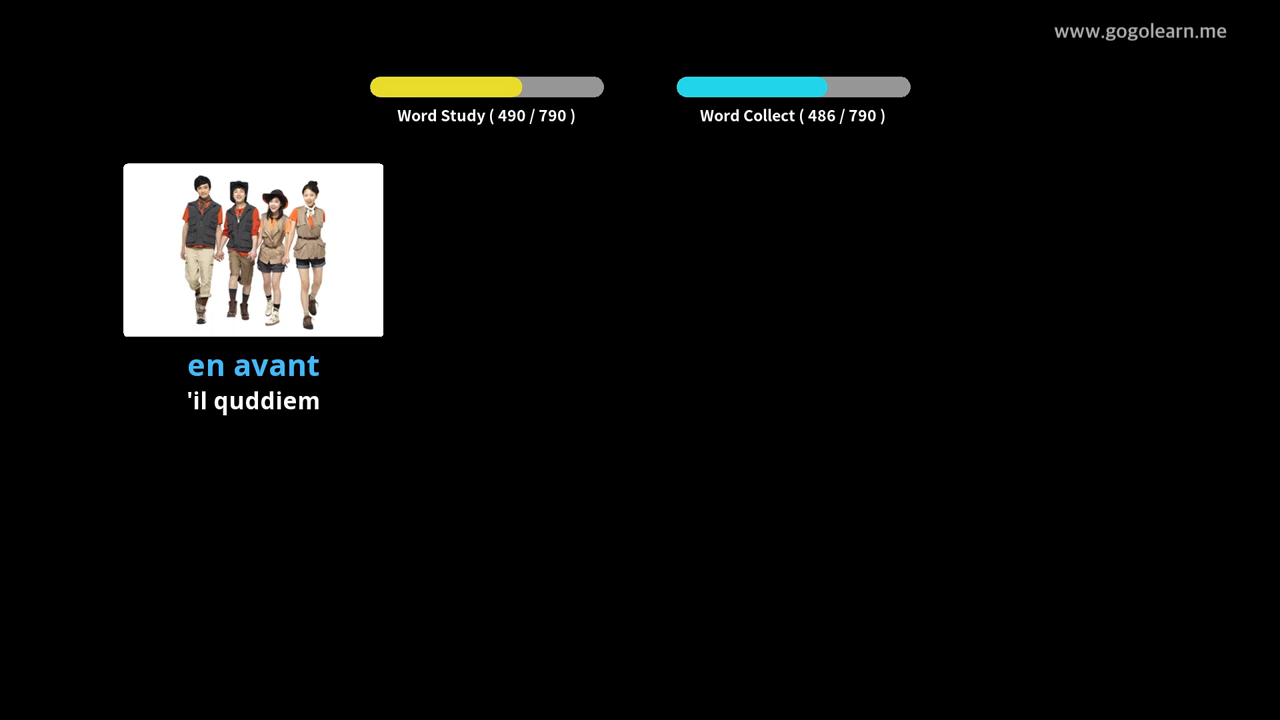 www.gogolearn.me
Word Study ( 490 / 790 )
Word Collect ( 486 / 790 )
en avant
'il quddiem